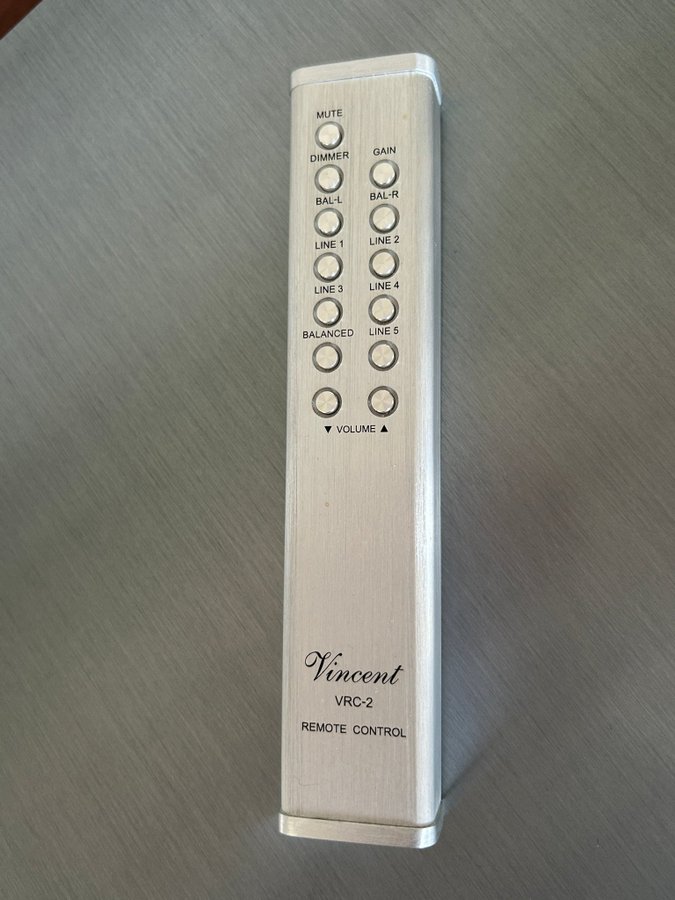 MUTE
DIMMER GAIN
BAL-L BAL-R
LINE 1 LINE 2
LINE 3 LINE 4
BALANCED LINE 5
▼ VOLUME ▲
Vincent
VRC-2
REMOTE CONTROL